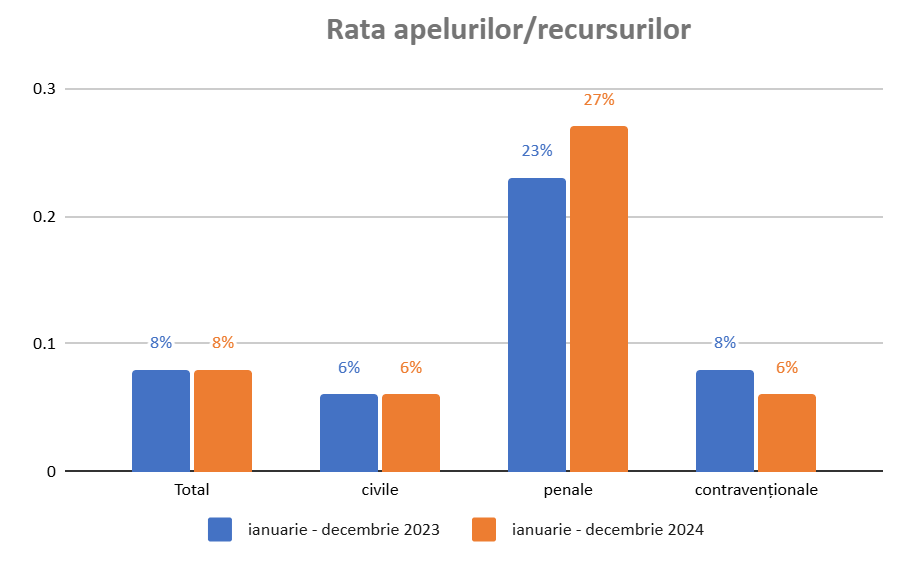 Rata apelurilor/recursurilor
0.3
27%
23%
0.2
0.1
8% 8% 6% 6% 8% 6%
0
Total civile penale contravenționale
ianuarie - decembrie 2023 ianuarie - decembrie 2024